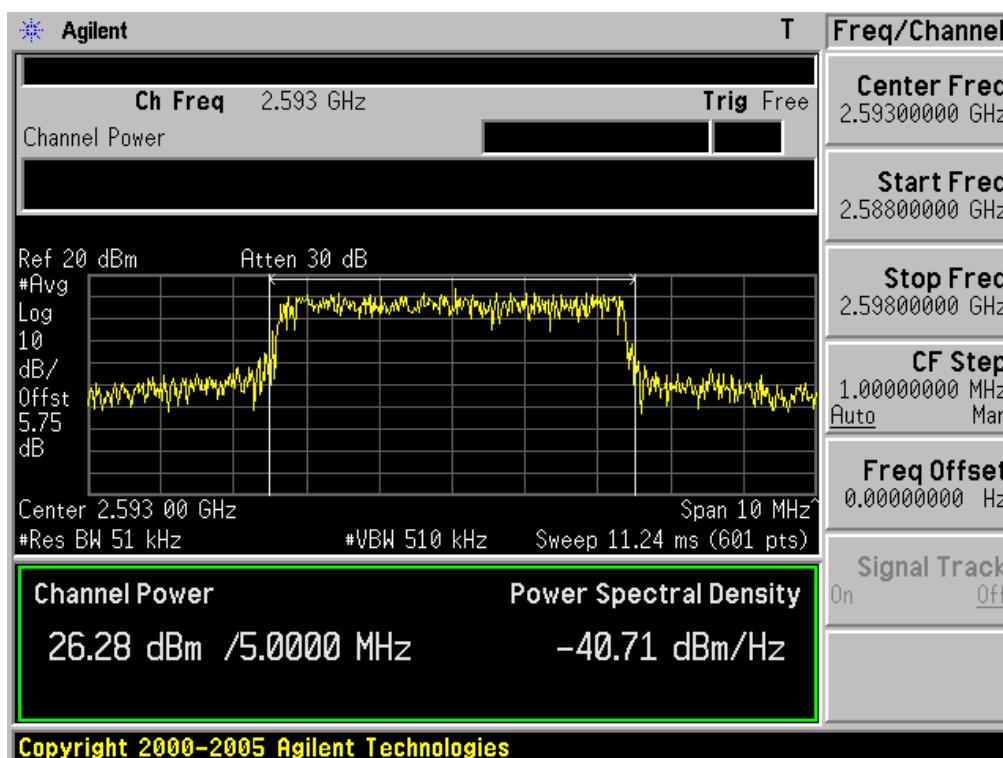 Agilent T Freq/Channel
Ch Freq 2.593 GHz Trig Free
Channel Power
Center Freq
2.59300000 GHz
Start Freq
2.58800000 GHz
Stop Freq
2.59800000 GHz
CF Step
1.00000000 MHz
Auto Man
Freq Offset
0.00000000 Hz
Signal Track
On Off
Ref 20 dBm Atten 30 dB
#Avg
Log
10
dB/
Offst
5.75
dB
Center 2.593 00 GHz Span 10 MHz^
#Res BW 51 kHz #VBW 510 kHz Sweep 11.24 ms (601 pts)
Channel Power Power Spectral Density
26.28 dBm /5.0000 MHz -40.71 dBm/Hz
Copyright 2000-2005 Agilent Technologies